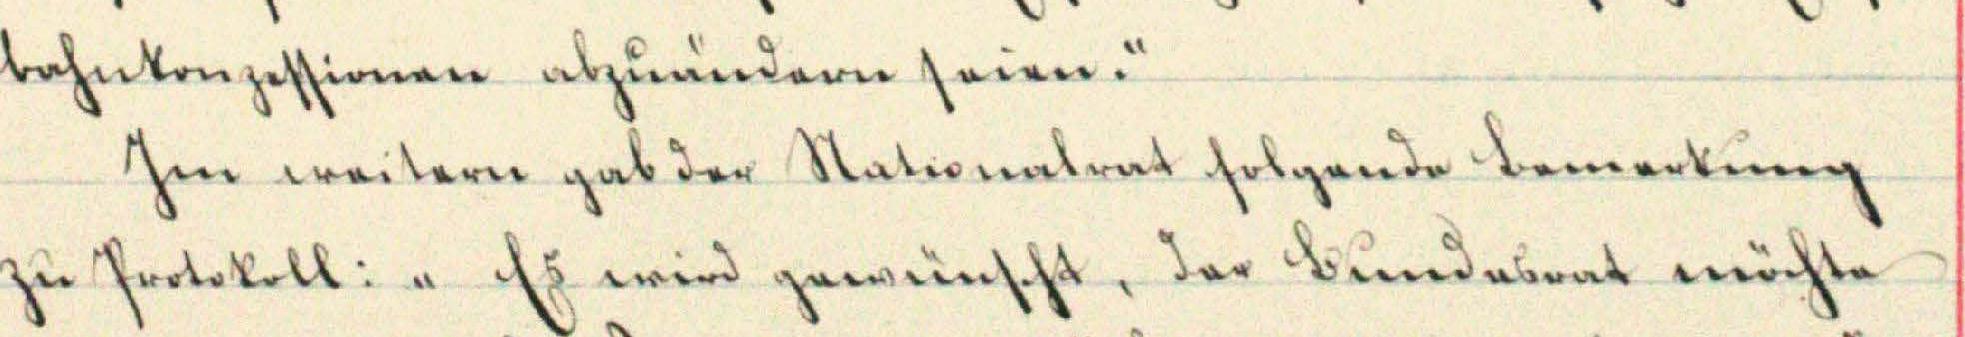 bahnkonzessionen abzuändern seien."
Im weitern gab der Nationalrat folgende Bemerkung
zu Protokoll: „Es wird gewünscht, der Bundesrat möchte